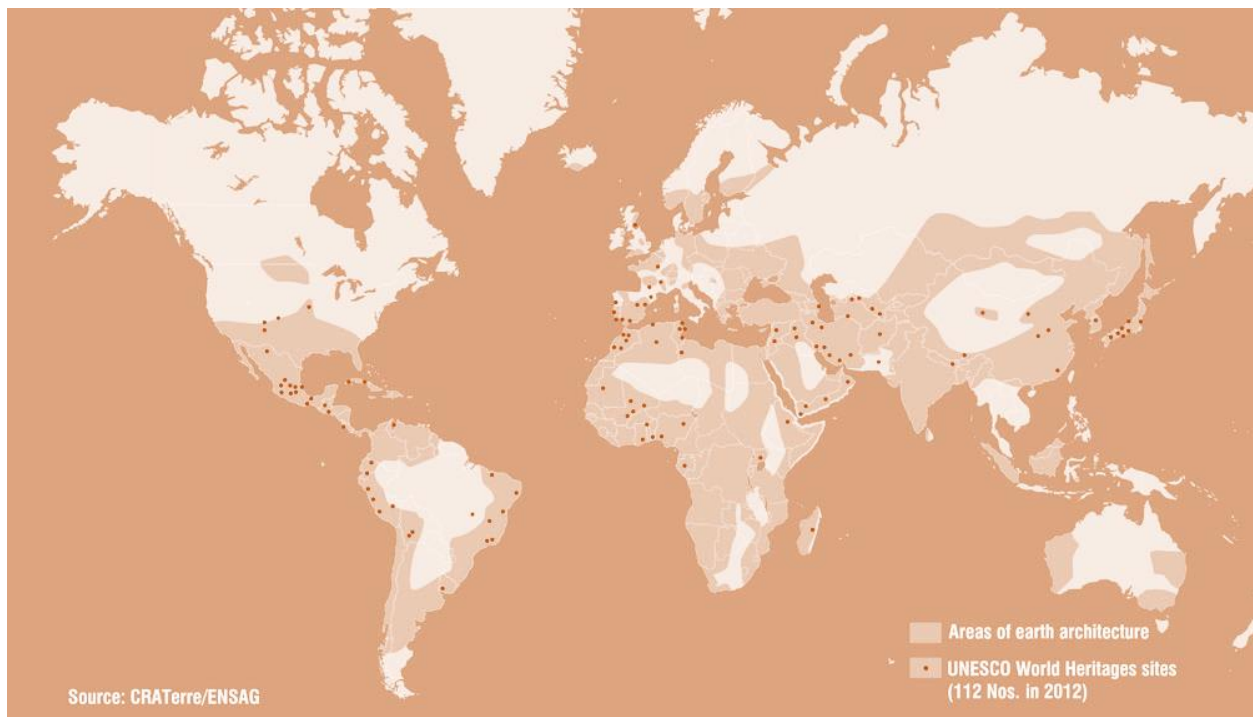 Areas of earth architecture
UNESCO World Heritages sites
(112 Nos. in 2012)
Source: CRATerre/ENSAG